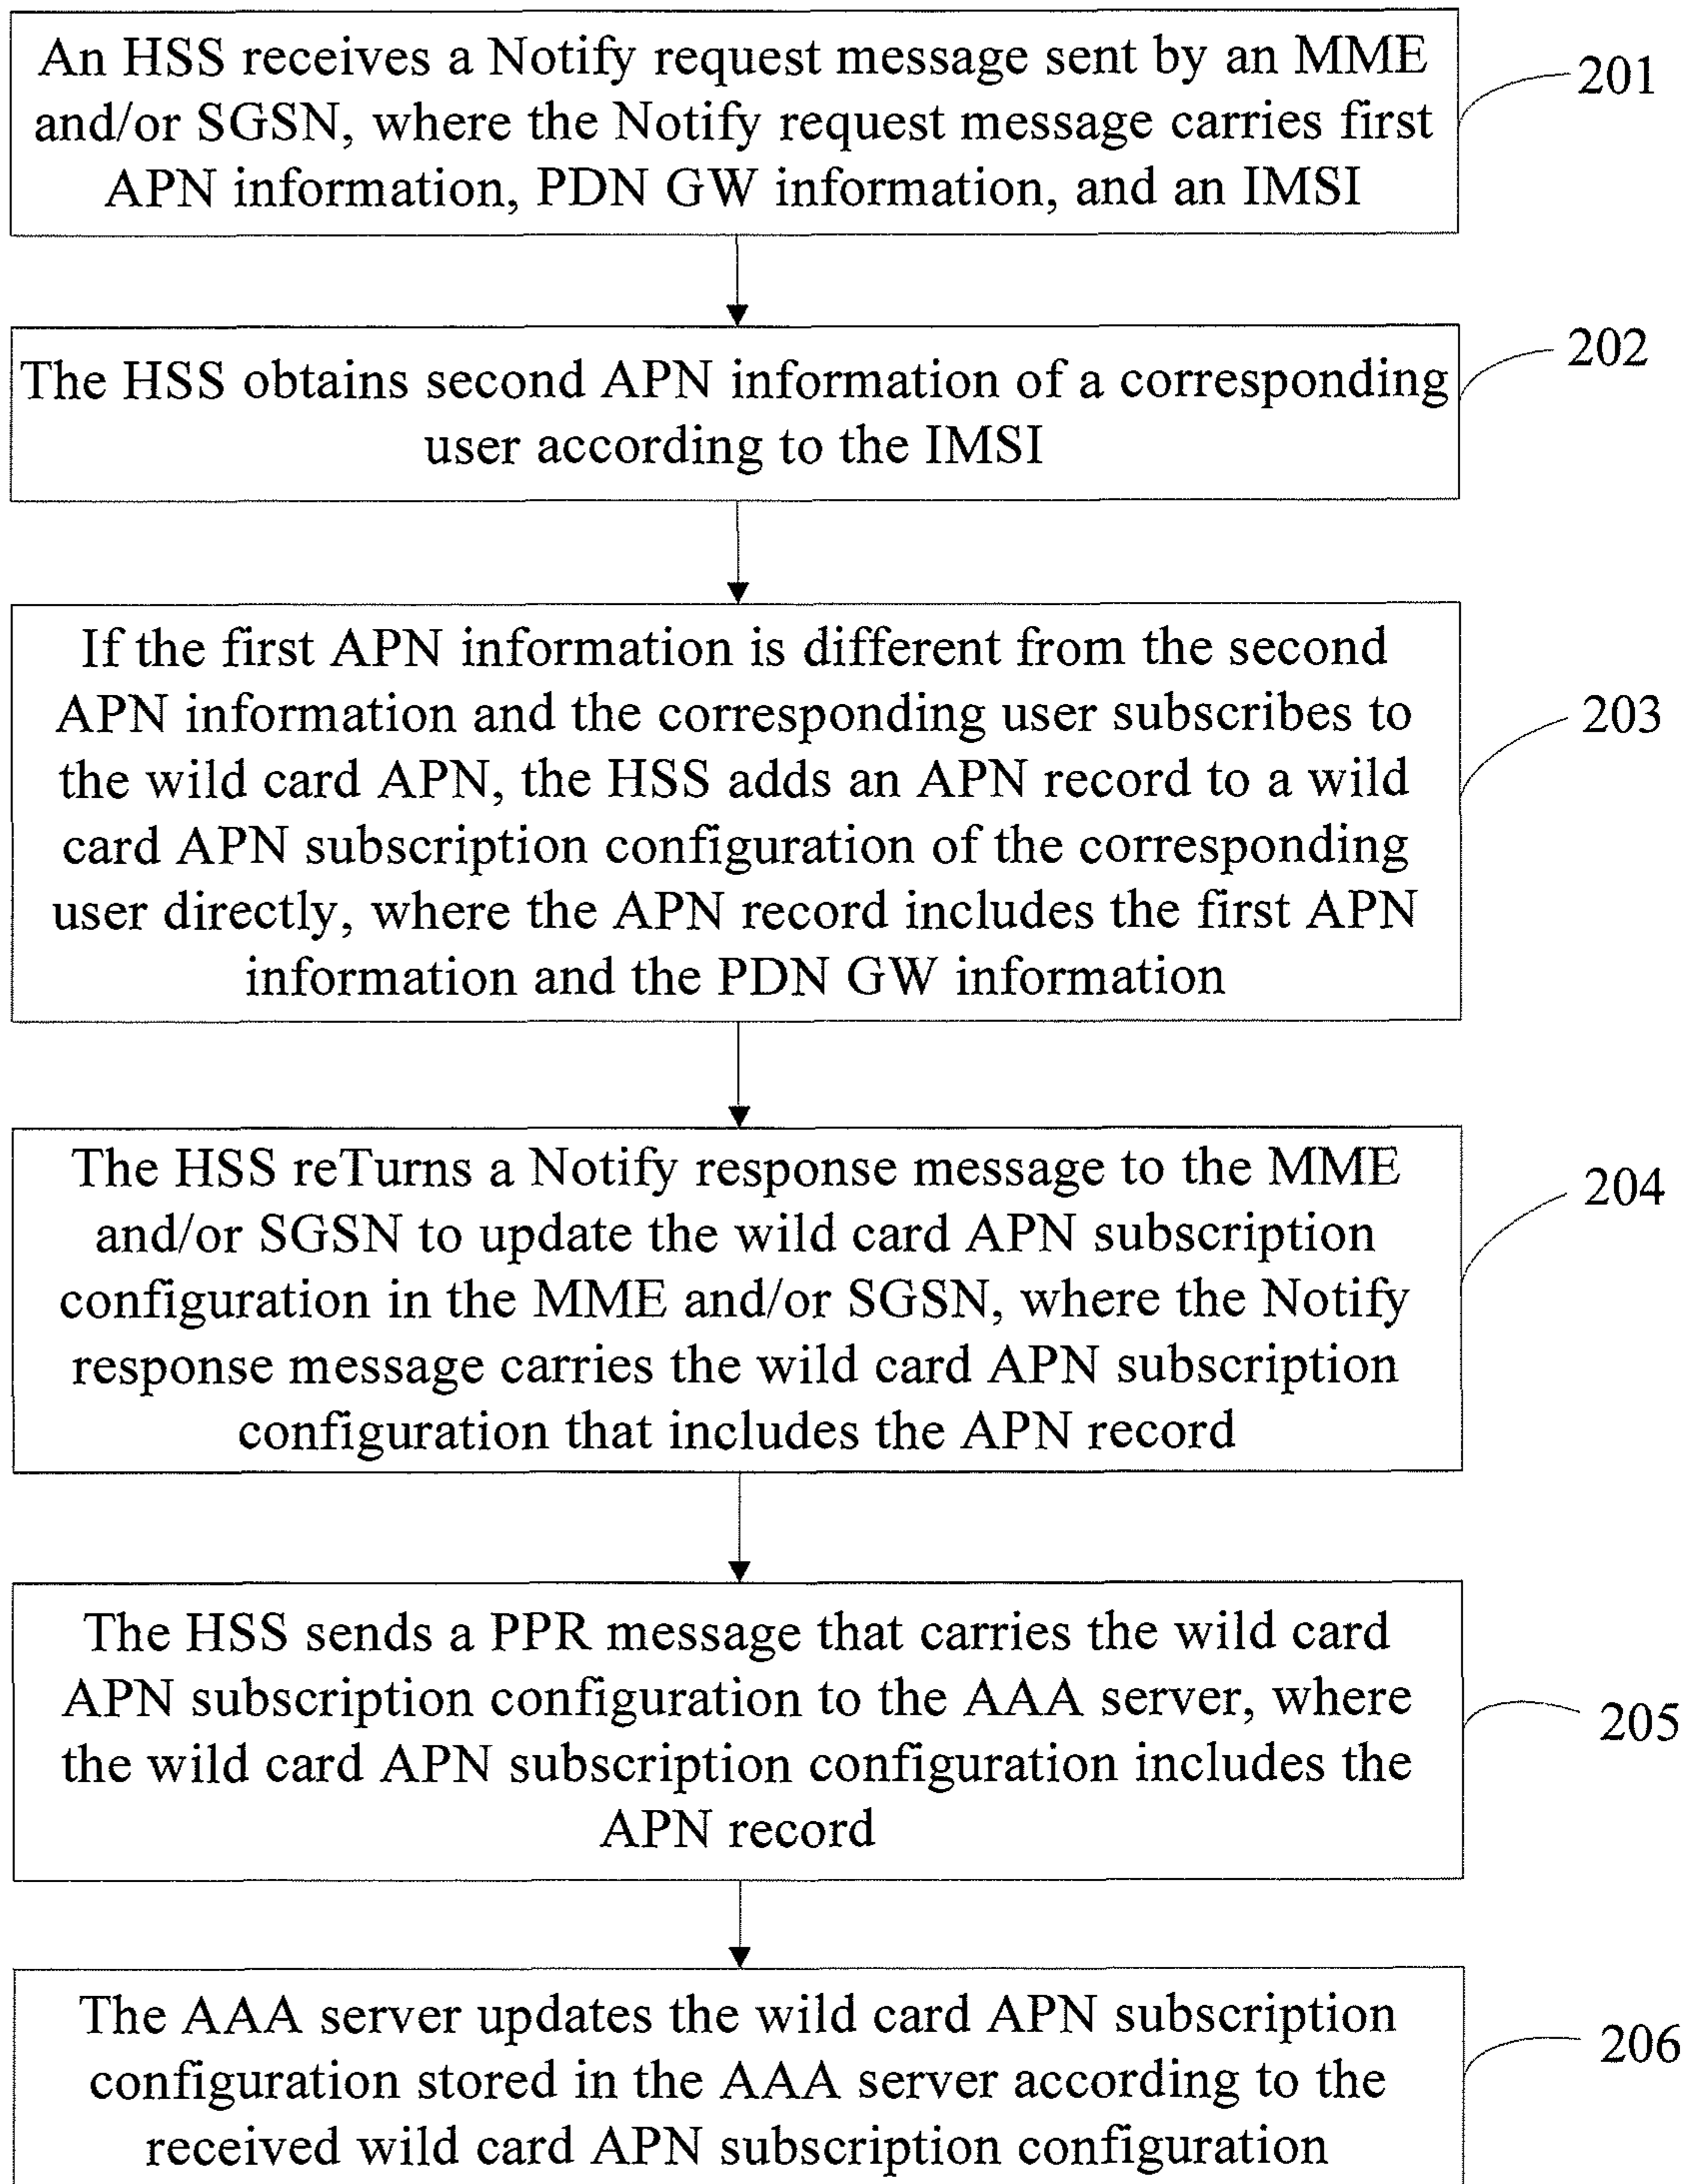 An HSS receives a Notify request message sent by an MME
and/or SGSN, where the Notify request message carries first
APN information, PDN GW information, and an IMSI
201
The HSS obtains second APN information of a corresponding
user according to the IMSI
202
If the first APN information is different from the second
APN information and the corresponding user subscribes to
the wild card APN, the HSS adds an APN record to a wild
card APN subscription configuration of the corresponding
user directly, where the APN record includes the first APN
information and the PDN GW information
203
The HSS reTurns a Notify response message to the MME
and/or SGSN to update the wild card APN subscription
configuration in the MME and/or SGSN, where the Notify
response message carries the wild card APN subscription
configuration that includes the APN record
204
The HSS sends a PPR message that carries the wild card
APN subscription configuration to the AAA server, where
the wild card APN subscription configuration includes the
APN record
205
The AAA server updates the wild card APN subscription
configuration stored in the AAA server according to the
received wild card APN subscription configuration
206